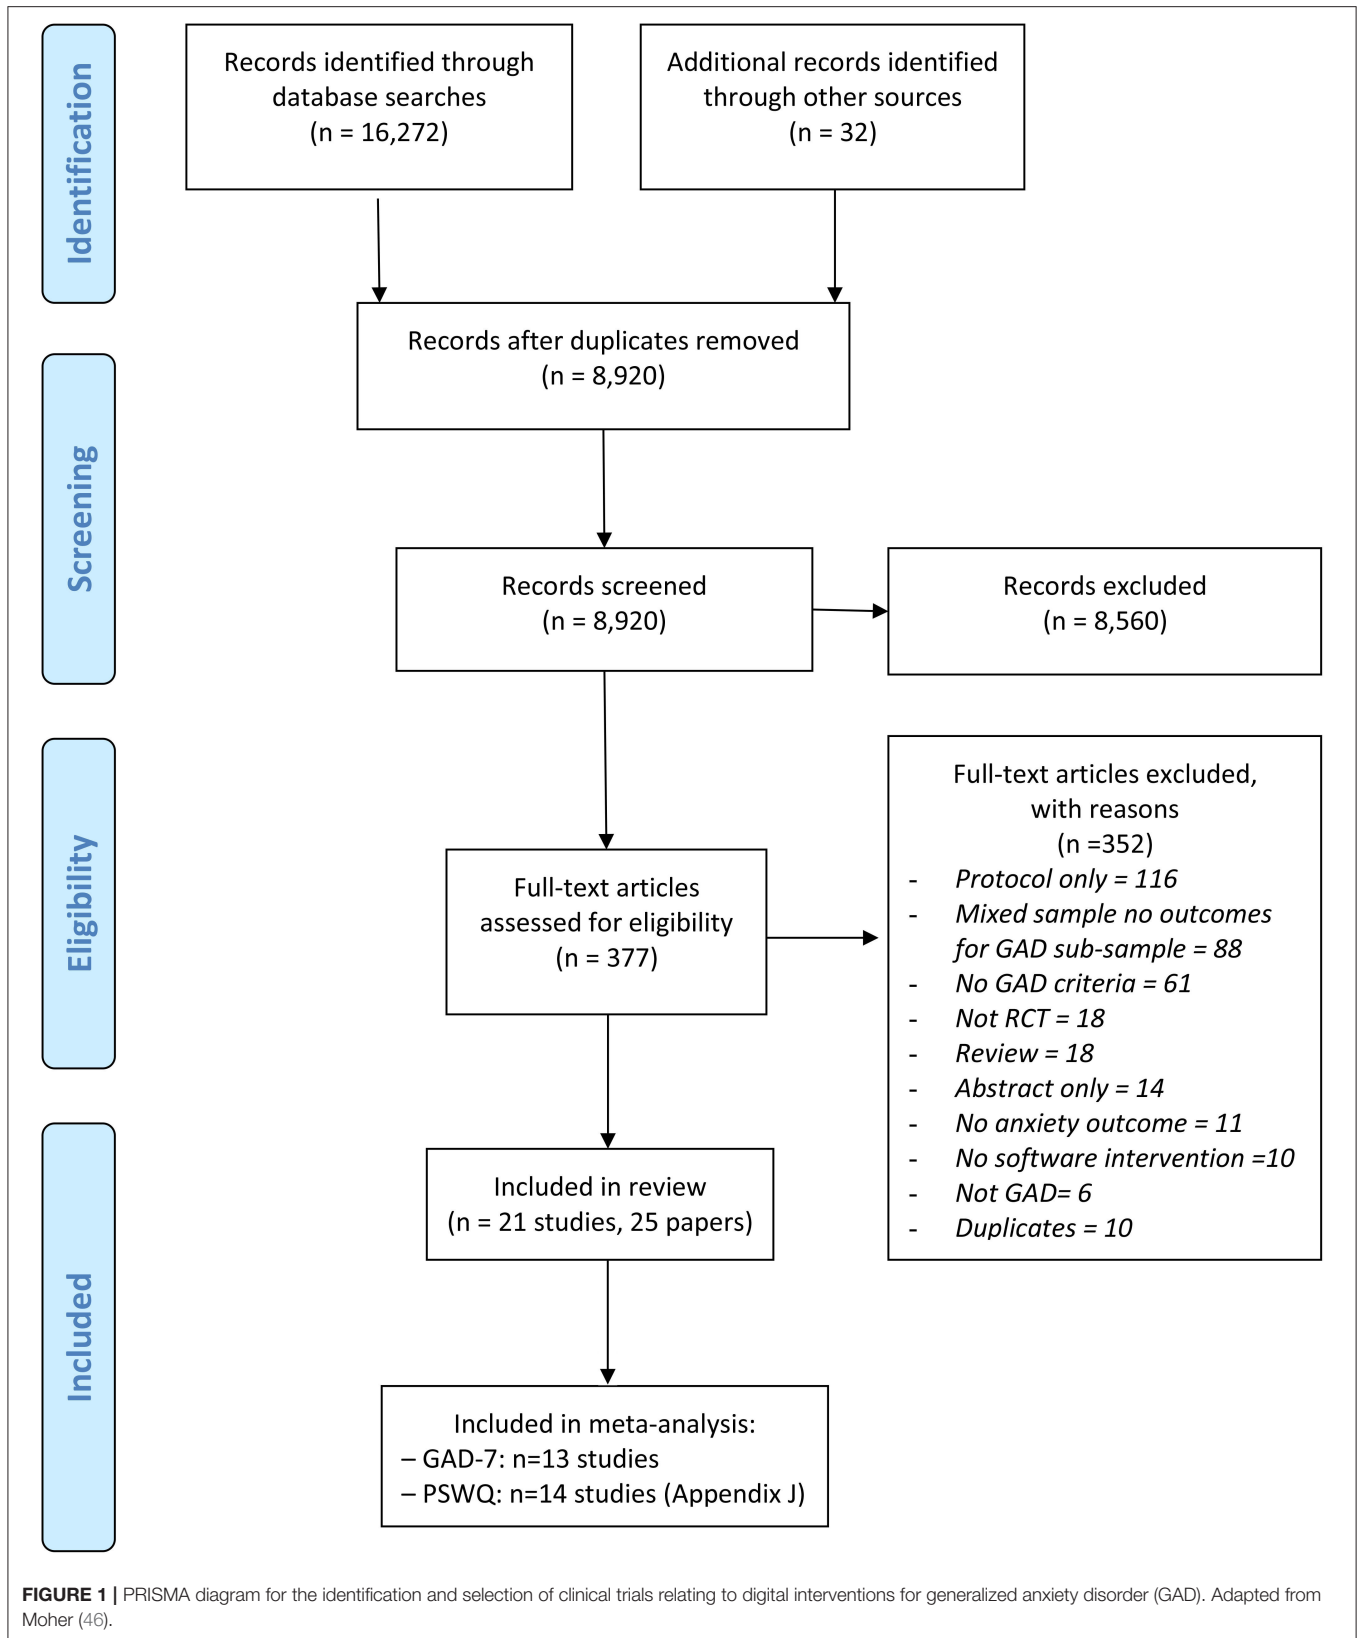 Identification
Records identified through
database searches
(n = 16,272)
Additional records identified
through other sources
(n = 32)
Records after duplicates removed
(n = 8,920)
Screening
Records screened
(n = 8,920)
Records excluded
(n = 8,560)
Eligibility
Full-text articles
assessed for eligibility
(n = 377)
Full-text articles excluded,
with reasons
(n =352)
- Protocol only = 116
- Mixed sample no outcomes
for GAD sub-sample = 88
- No GAD criteria = 61
- Not RCT = 18
- Review = 18
- Abstract only = 14
- No anxiety outcome = 11
- No software intervention =10
- Not GAD= 6
- Duplicates = 10
Included
Included in review
(n = 21 studies, 25 papers)
Included in meta-analysis:
– GAD-7: n=13 studies
– PSWQ: n=14 studies (Appendix J)
FIGURE 1 | PRISMA diagram for the identification and selection of clinical trials relating to digital interventions for generalized anxiety disorder (GAD). Adapted from
Moher (46).